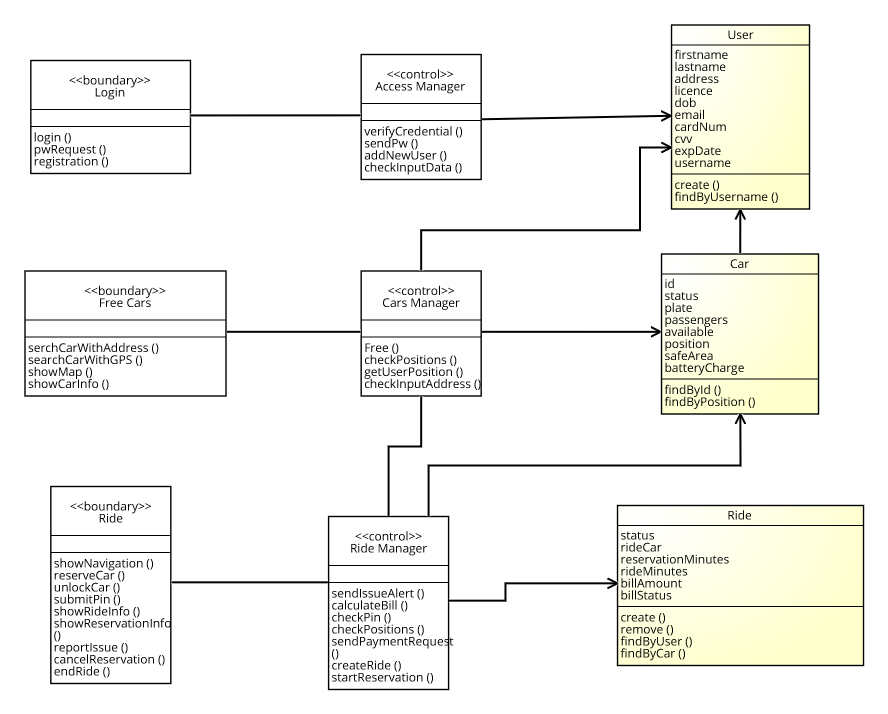 <<boundary>>
Login
login ()
pwRequest ()
registration ()
<<control>>
Access Manager
verifyCredential ()
sendPw ()
addNewUser ()
checkInputData ()
User
firstname
lastname
address
licence
dob
email
cardNum
cvv
expDate
username
create ()
findByUsername ()
<<boundary>>
Free Cars
serchCarWithAddress ()
searchCarWithGPS ()
showMap ()
showCarInfo ()
<<control>>
Cars Manager
Free ()
checkPositions ()
getUserPosition ()
checkInputAddress ()
Car
id
status
plate
passengers
available
position
safeArea
batteryCharge
findById ()
findByPosition ()
<<boundary>>
Ride
showNavigation ()
reserveCar ()
unlockCar ()
submitPin ()
showRideInfo ()
showReservationInfo
()
reportIssue ()
cancelReservation ()
endRide ()
<<control>>
Ride Manager
sendIssueAlert ()
calculateBill ()
checkPin ()
checkPositions ()
sendPaymentRequest
()
createRide ()
startReservation ()
Ride
status
rideCar
reservationMinutes
rideMinutes
billAmount
billStatus
create ()
remove ()
findByUser ()
findByCar ()